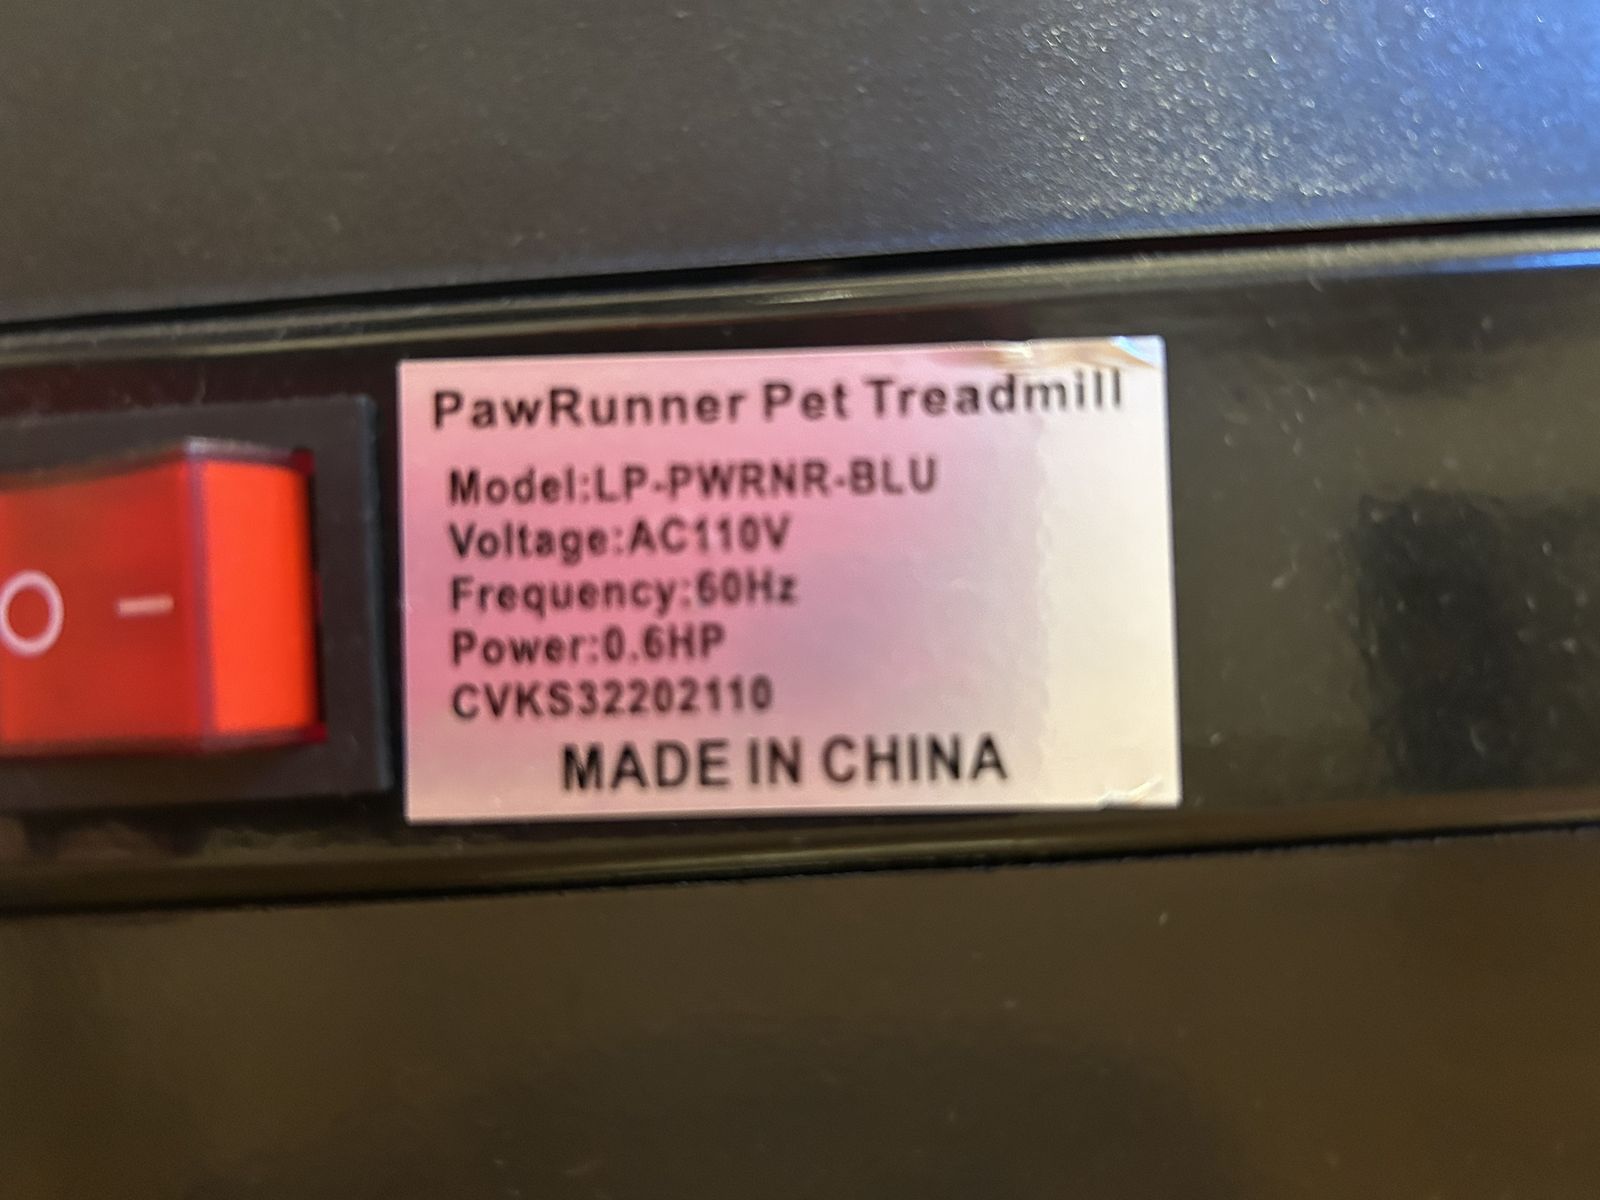 PawRunner Pet Treadmill
Model:LP-PWRNR-BLU
Voltage:AC110V
Frequency:60Hz
Power:0.6HP
CVKS32202110
MADE IN CHINA